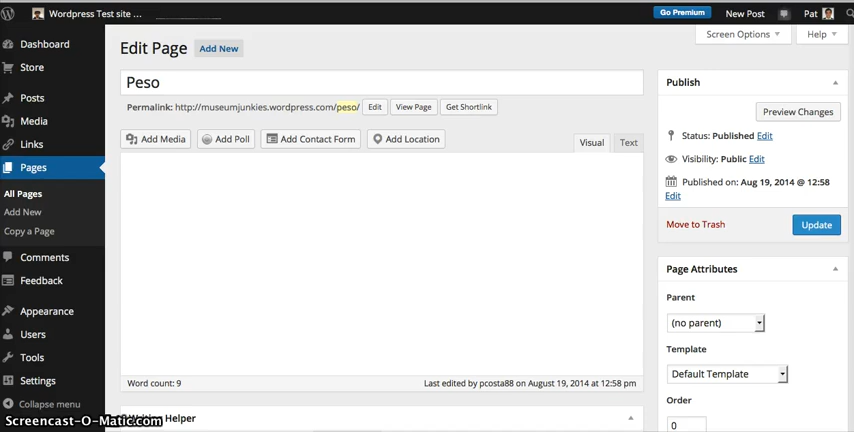 Wordpress Test site ...
Go Premium
New Post
Pat
Screen Options
Help
Dashboard
Store
Posts
Media
Links
Pages
All Pages
Add New
Copy a Page
Comments
Feedback
Appearance
Users
Tools
Settings
Collapse menu
Edit Page
Add New
Peso
Permalink: http://museumjunkies.wordpress.com/peso/
Edit
View Page
Get Shortlink
Add Media
Add Poll
Add Contact Form
Add Location
Visual
Text
Word count: 9
Last edited by pcosta88 on August 19, 2014 at 12:58 pm
Helper
Publish
Preview Changes
Status: Published Edit
Visibility: Public Edit
Published on: Aug 19, 2014 @ 12:58
Edit
Move to Trash
Update
Page Attributes
Parent
(no parent)
Template
Default Template
Order
0
Screencast-O-Matic.com